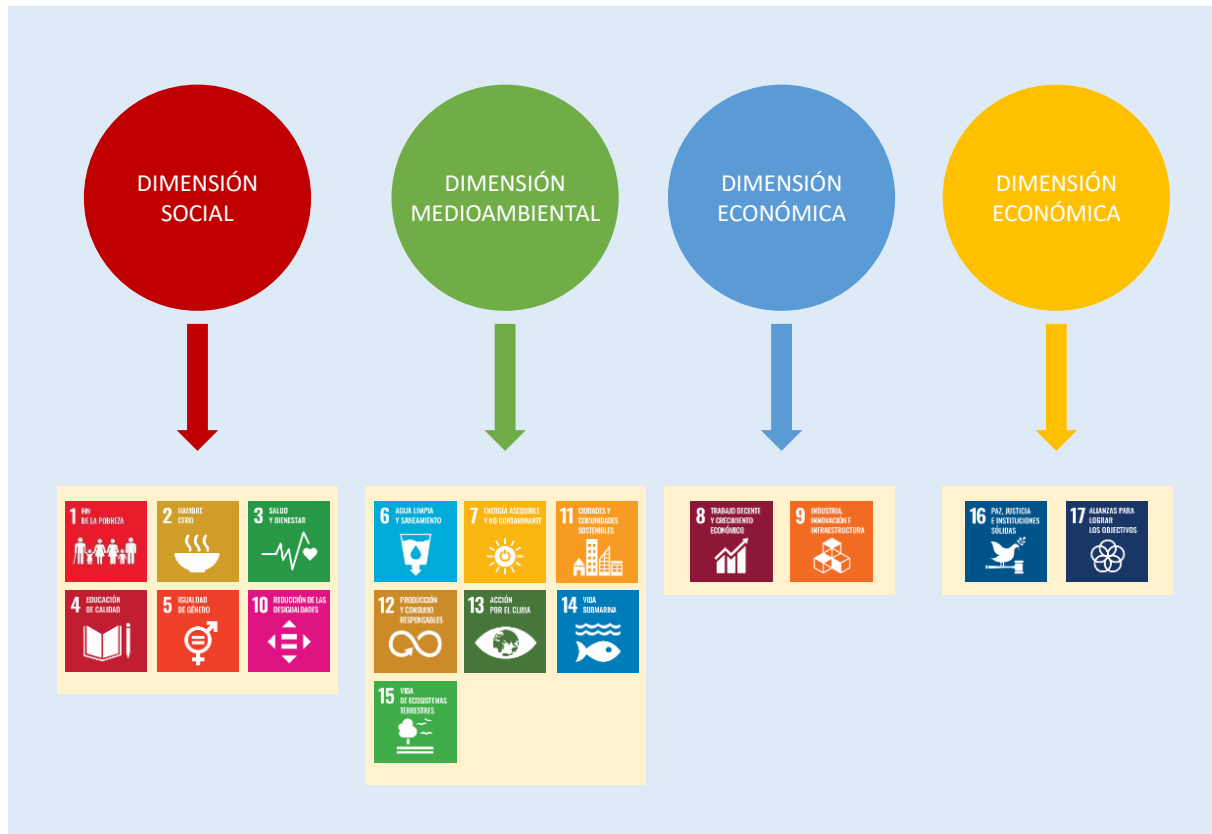 DIMENSIÓN
SOCIAL
DIMENSIÓN
MEDIOAMBIENTAL
DIMENSIÓN
ECONÓMICA
DIMENSIÓN
ECONÓMICA
1 FIN
DE LA POBREZA
2 HAMBRE
CERO
3 SALUD
Y BIENESTAR
4 EDUCACIÓN
DE CALIDAD
5 IGUALDAD
DE GÉNERO
10 REDUCCIÓN DE LAS
DESIGUALDADES
6 AGUA LIMPIA
Y SANEAMIENTO
7 ENERGÍA ASEQUIBLE
Y NO CONTAMINANTE
11 CIUDADES Y
COMUNIDADES
SOSTENIBLES
12 PRODUCCIÓN
Y CONSUMO
RESPONSABLES
13 ACCIÓN
POR EL CLIMA
14 VIDA
SUBMARINA
15 VIDA
DE ECOSISTEMAS
TERRESTRES
8 TRABAJO DECENTE
Y CRECIMIENTO
ECONÓMICO
9 INDUSTRIA,
INNOVACIÓN E
INFRAESTRUCTURA
16 PAZ, JUSTICIA
E INSTITUCIONES
SÓLIDAS
17 ALIANZAS PARA
LOGRAR
LOS OBJECTIVOS